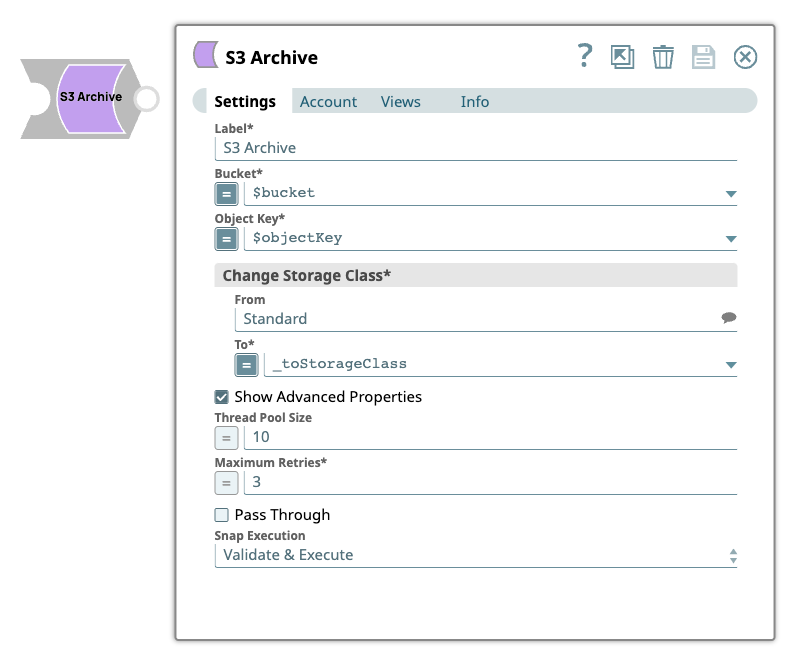 S3 Archive
S3 Archive
?
Settings Account Views Info
Label*
S3 Archive
Bucket*
= $bucket
Object Key*
= $objectKey
Change Storage Class*
From
Standard
To*
= _toStorageClass
Show Advanced Properties
Thread Pool Size
= 10
Maximum Retries*
= 3
Pass Through
Snap Execution
Validate & Execute